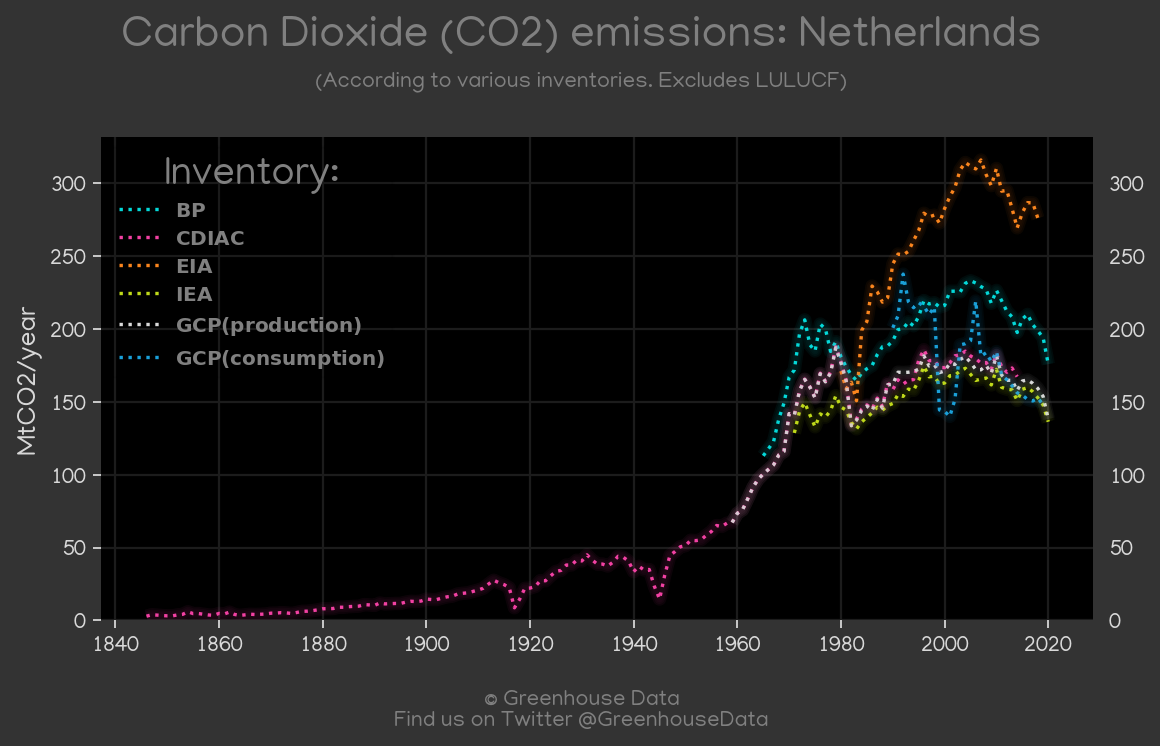 Carbon Dioxide (CO2) emissions: Netherlands
(According to various inventories. Excludes LULUCF)
Inventory:
BP
CDIAC
EIA
IEA
GCP(production)
GCP(consumption)
MtCO2/year
300
250
200
150
100
50
0
300
250
200
150
100
50
0
1840 1860 1880 1900 1920 1940 1960 1980 2000 2020
© Greenhouse Data
Find us on Twitter @GreenhouseData